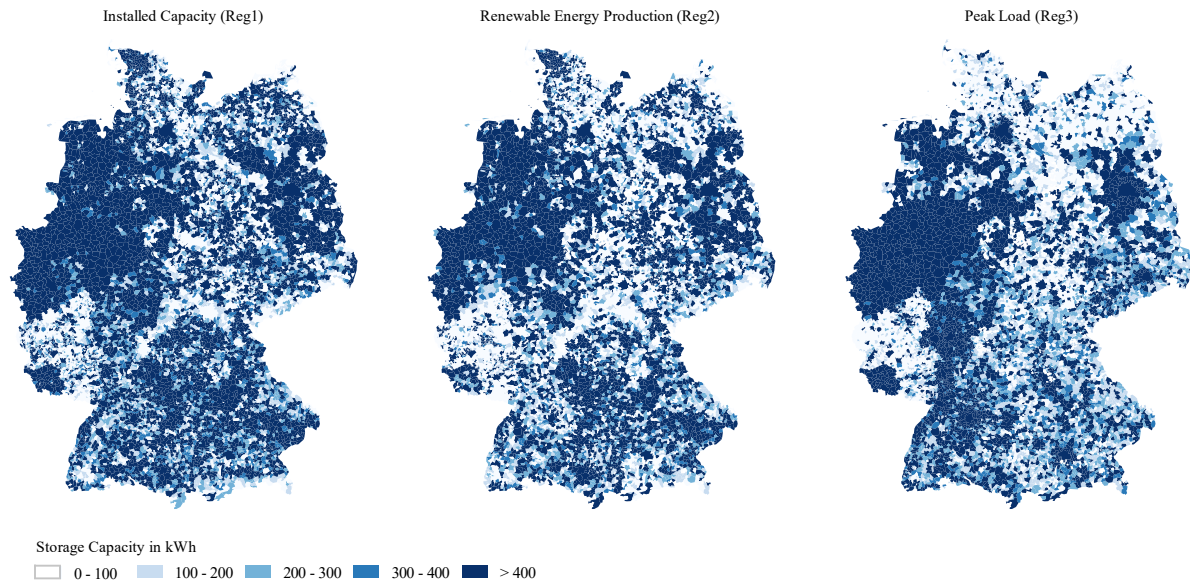 Installed Capacity (Reg1)
Renewable Energy Production (Reg2)
Peak Load (Reg3)
Storage Capacity in kWh
0 - 100
100 - 200
200 - 300
300 - 400
> 400